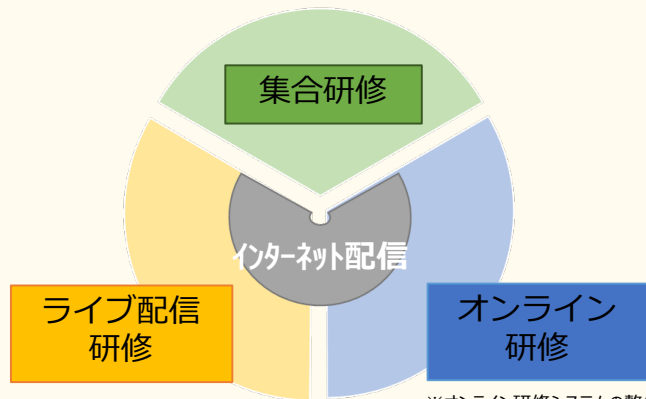 集合研修
インターネット配信
ライブ配信
研修
オンライン
研修